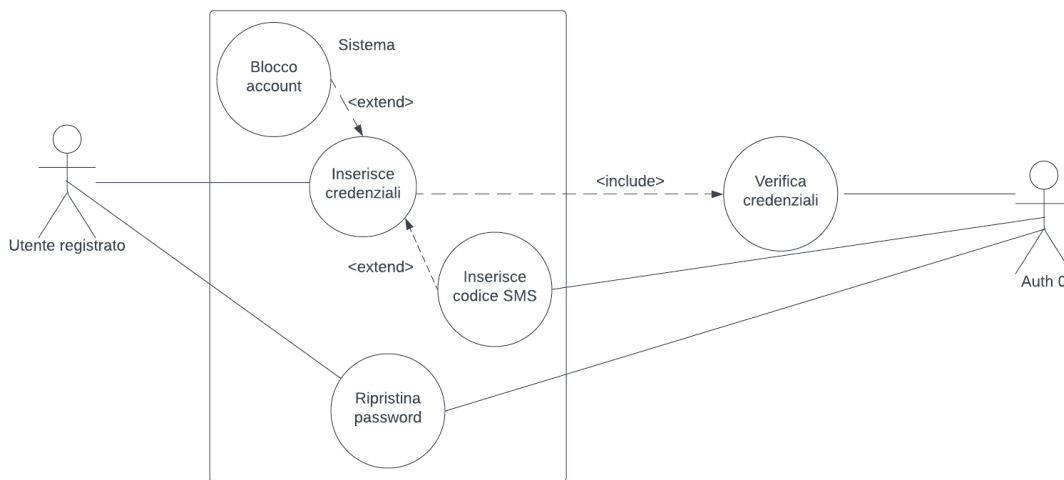 Sistema
Blocco
account
<extend>
Inserisce
credenziali
<include>
Verifica
credenziali
Utente registrato
<extend>
Inserisce
codice SMS
Auth 0
Ripristina
password